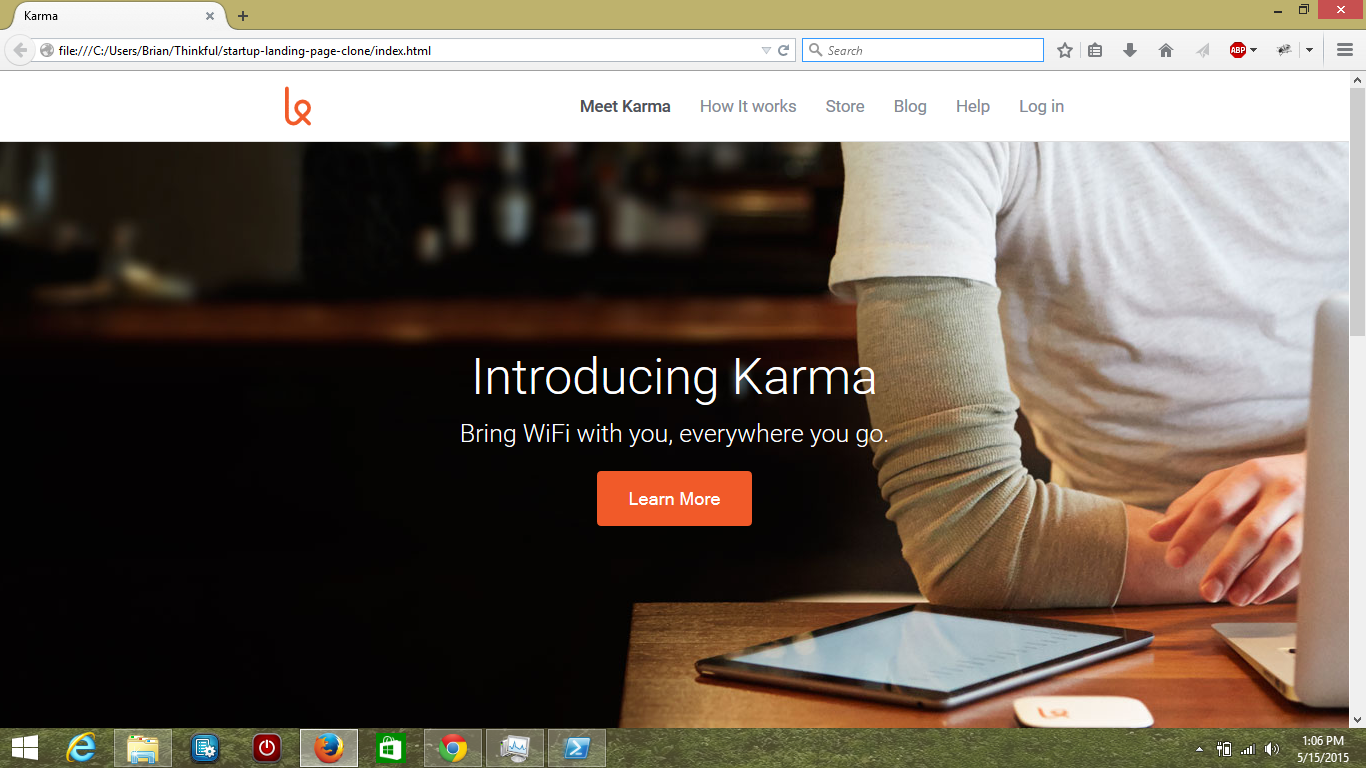 Karma
file:///C:/Users/Brian/Thinkful/startup-landing-page-clone/index.html
Search
ABP
Meet Karma How It works Store Blog Help Log in
Introducing Karma
Bring WiFi with you, everywhere you go.
Learn More
1:06 PM
5/15/2015